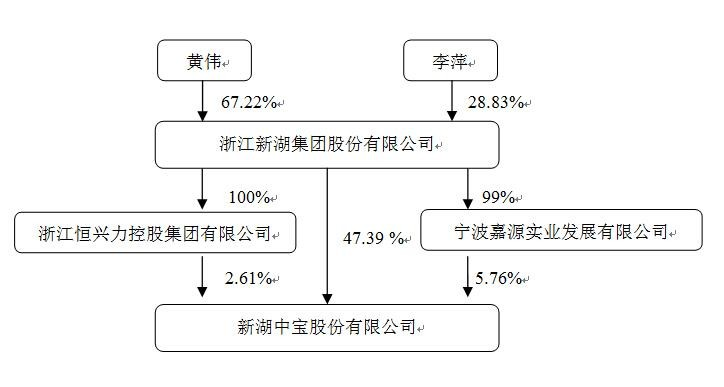 黄伟
李萍
67.22%
28.83%
浙江新湖集团股份有限公司
100%
99%
浙江恒兴力控股集团有限公司
47.39 %
宁波嘉源实业发展有限公司
2.61%
5.76%
新湖中宝股份有限公司